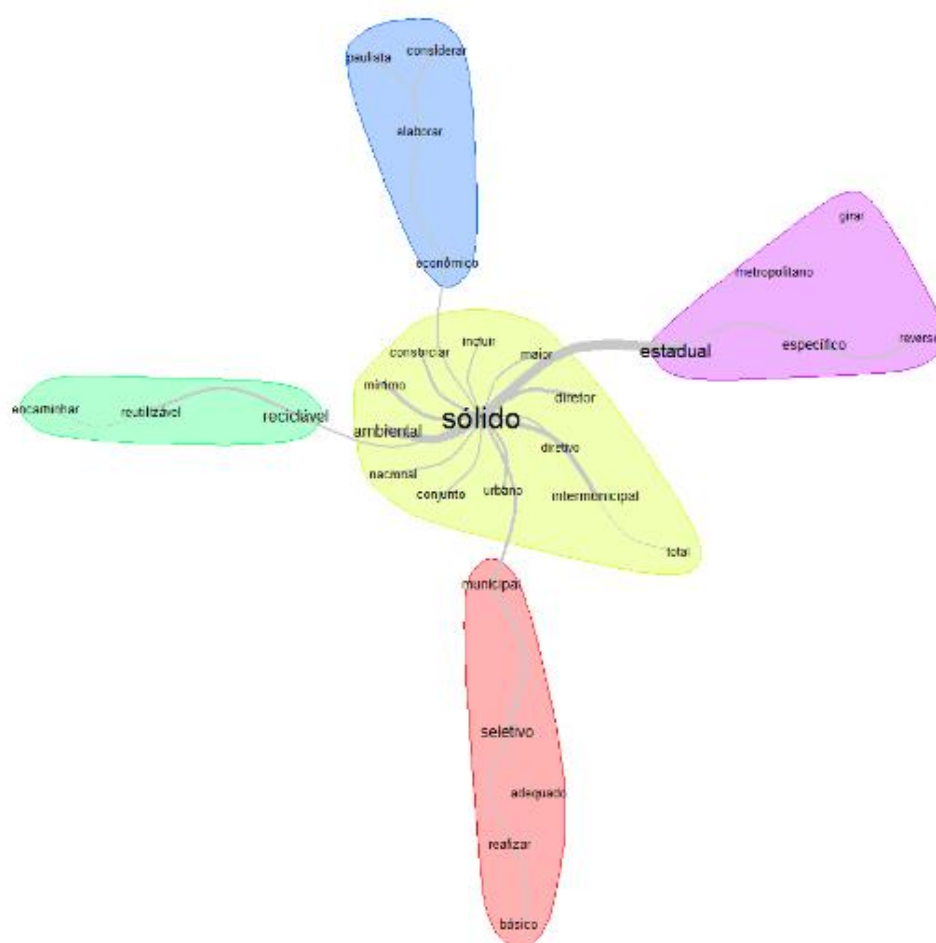 paulista
considerar
elaborar
econômico
girar
metropolitano
estadual
específico
reverso
incluir
consorciar
maior
mínimo
diretor
encaminhar
reutilizável
reciclável
ambiental
sólido
diretivo
nacional
conjunto
urbano
intermunicipal
total
municipal
seletivo
adequado
realizar
básico